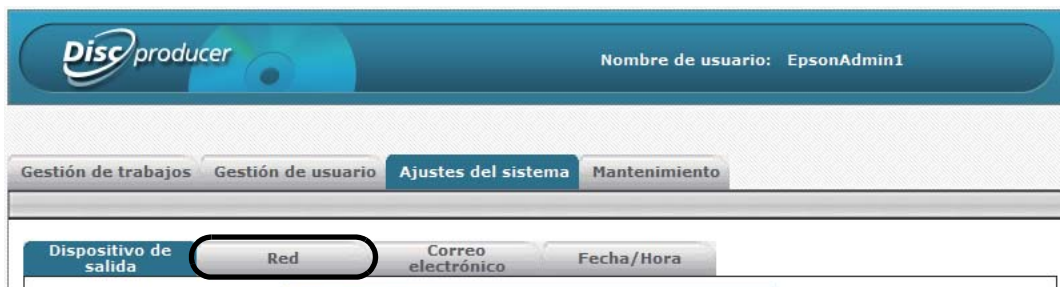 Disc producer
Nombre de usuario: EpsonAdmin1
Gestión de trabajos Gestión de usuario Ajustes del sistema Mantenimiento
Dispositivo de salida Red Correo electrónico Fecha/Hora